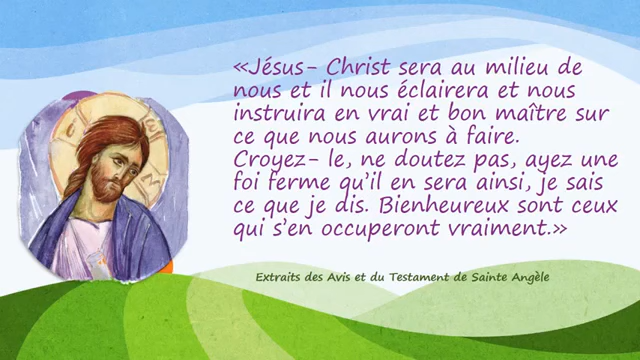 «Jésus- Christ sera au milieu de
nous et il nous éclairera et nous
instruira en vrai et bon maître sur
ce que nous aurons à faire.
Croyez- le, ne doutez pas, ayez une
foi ferme qu'il en sera ainsi, je sais
ce que je dis. Bienheureux sont ceux
qui s'en occuperont vraiment.»
Extraits des Avis et du Testament de Sainte Angèle